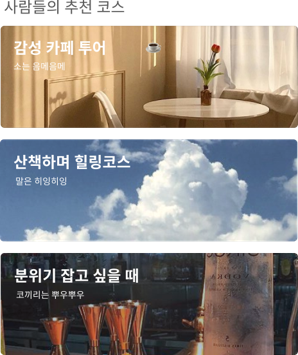 사람들의 추천 코스
감성 카페 투어
소는 음메음메
산책하며 힐링코스
말은 히잉히잉
분위기 잡고 싶을 때
코끼리는 뿌우뿌우